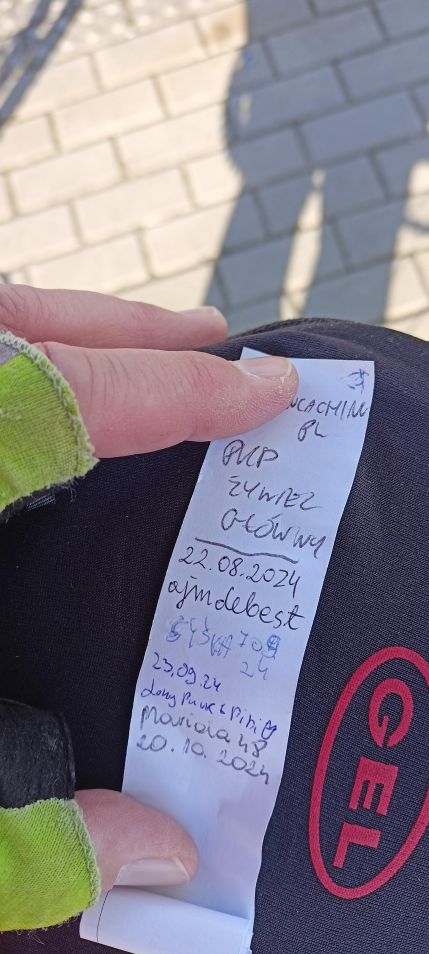 PL
PKP
ŻYWIEC
GŁÓWNY
22.08.2024
ajmdebest
24
23.09.24
Mariola48
20.10.2024
GEL